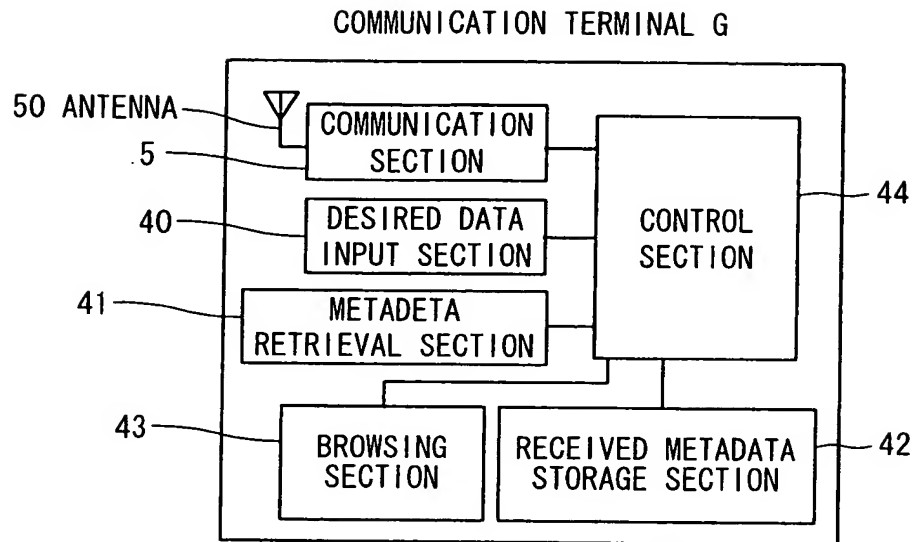 COMMUNICATION TERMINAL G
50 ANTENNA
COMMUNICATION
SECTION
5
40
DESIRED DATA
INPUT SECTION
41
METADETA
RETRIEVAL SECTION
CONTROL
SECTION
44
43
BROWSING
SECTION
RECEIVED METADATA
STORAGE SECTION
42